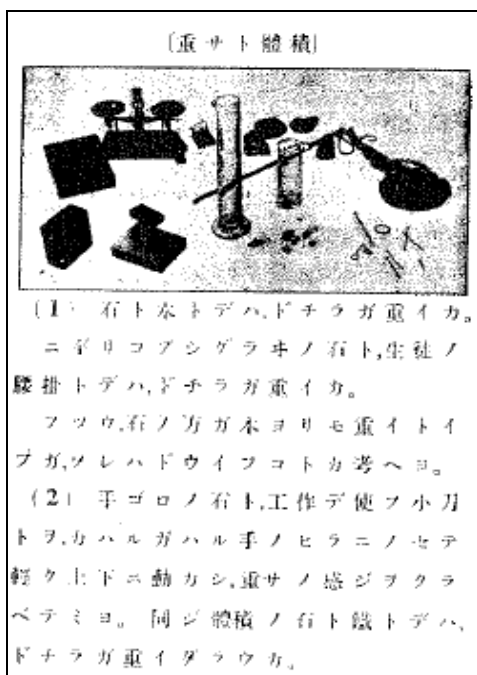 〔重サト體積〕
(1) 石ト木トデハ,ドチラガ重イカ。
ニギリコブシグラヰノ石ト,生徒ノ
腰掛トデハ,ドチラガ重イカ。
フツウ,石ノ方ガ木ヨリモ重イトイ
フガ,ソレハドウイフコトカ考ヘヨ。
(2) 手ゴロノ石ト,工作デ使フ小刀
トヲ,カハルガハル手ノヒラニノセテ
軽ク上下ニ動カシ,重サノ感ジヲクラ
ベテミヨ。 同ジ體積ノ石ト鐵トデハ,
ドチラガ重イダラウカ。